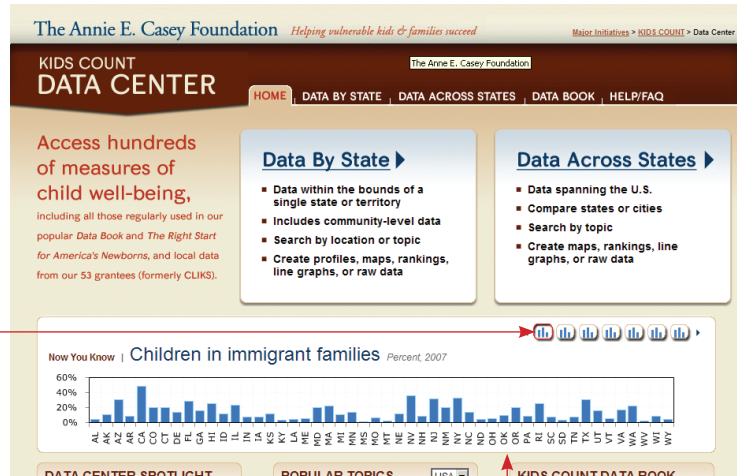 The Annie E. Casey Foundation Helping vulnerable kids & families succeed
Major Initiatives > KIDS COUNT > Data Center
KIDS COUNT
DATA CENTER
The Anne E. Casey Foundation
HOME DATA BY STATE DATA ACROSS STATES DATA BOOK HELP/FAQ
Access hundreds
of measures of
child well-being,
including all those regularly used in our
popular Data Book and The Right Start
for America's Newborns, and local data
from our 53 grantees (formerly CLIKS).
Data By State
Data within the bounds of a
single state or territory
Includes community-level data
Search by location or topic
Create profiles, maps, rankings,
line graphs, or raw data
Data Across States
Data spanning the U.S.
Compare states or cities
Search by topic
Create maps, rankings, line
graphs, or raw data
Now You Know | Children in immigrant families Percent, 2007
60%
40%
20%
0%
AL AK AZ AR CA CO CT DE FL GA HI ID IL IN IA KS KY LA ME MD MA MI MN MS MO MT NE NV NH NJ NM NY NC ND OH OK OR PA RI SC SD TN TX UT VT VA WA WV WI WY
DATA CENTER SPOTLIGHT
POPULAR TOPICS
USA
KIDS COUNT DATA BOOK